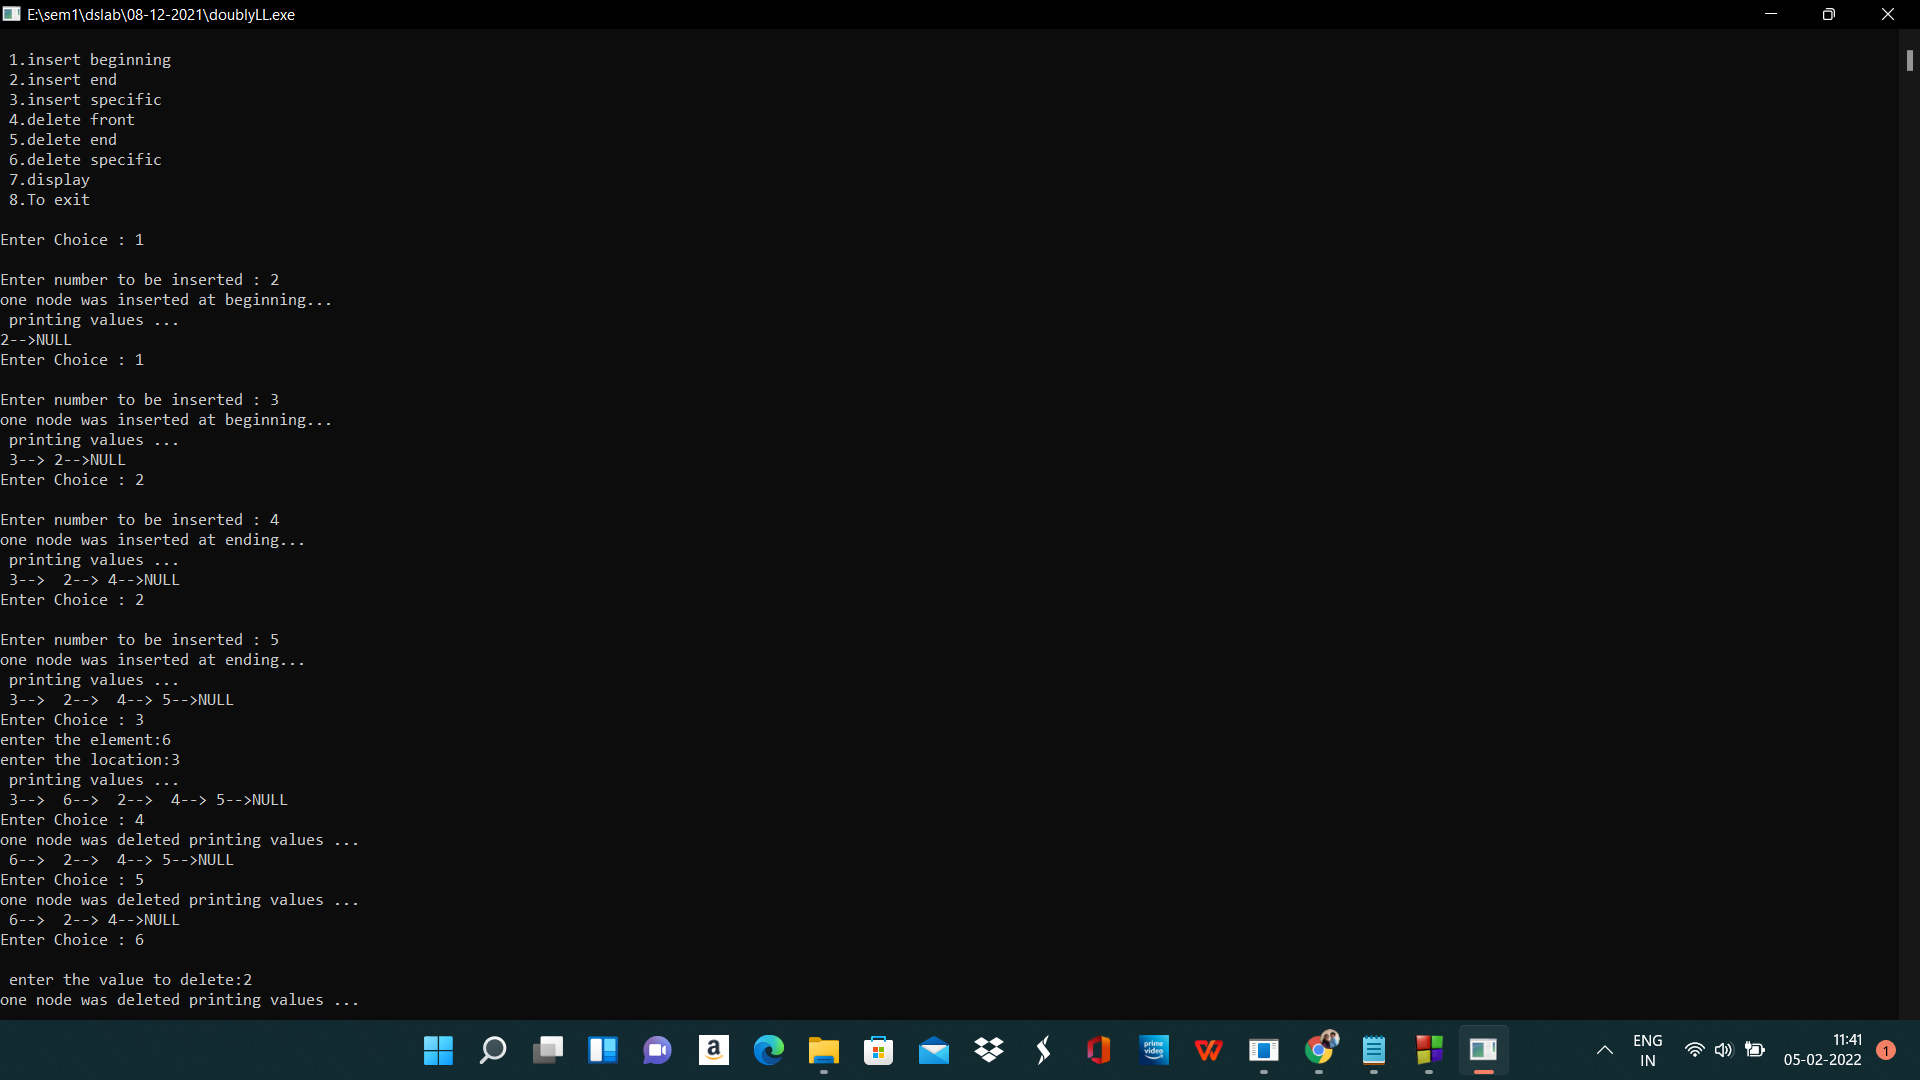 E:\sem1\dslab\08-12-2021\doublyLL.exe
1.insert beginning
2.insert end
3.insert specific
4.delete front
5.delete end
6.delete specific
7.display
8.To exit
Enter Choice : 1
Enter number to be inserted : 2
one node was inserted at beginning...
printing values ...
2-->NULL
Enter Choice : 1
Enter number to be inserted : 3
one node was inserted at beginning...
printing values ...
3--> 2-->NULL
Enter Choice : 2
Enter number to be inserted : 4
one node was inserted at ending...
printing values ...
3-->  2--> 4-->NULL
Enter Choice : 2
Enter number to be inserted : 5
one node was inserted at ending...
printing values ...
3-->  2-->  4--> 5-->NULL
Enter Choice : 3
enter the element:6
enter the location:3
printing values ...
3-->  6-->  2-->  4--> 5-->NULL
Enter Choice : 4
one node was deleted printing values ...
6-->  2-->  4--> 5-->NULL
Enter Choice : 5
one node was deleted printing values ...
6-->  2--> 4-->NULL
Enter Choice : 6
enter the value to delete:2
one node was deleted printing values ...
a
prime video
W
ENG
IN
11:41
05-02-2022
1